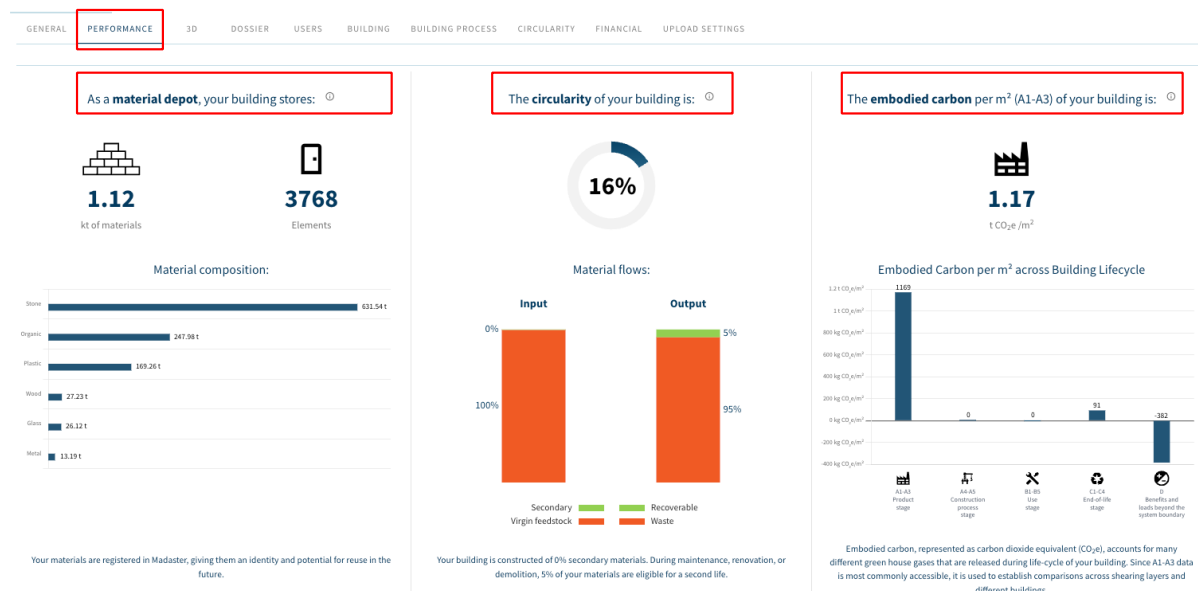 GENERAL PERFORMANCE 3D DOSSIER USERS BUILDING BUILDING PROCESS CIRCULARITY FINANCIAL UPLOAD SETTINGS
As a material depot, your building stores:
1.12
kt of materials
3768
Elements
Material composition:
Stone 631.54 t
Organic 247.98 t
Plastic 169.26 t
Wood 27.23 t
Glass 26.12 t
Metal 13.19 t
Your materials are registered in Madaster, giving them an identity and potential for reuse in the
future.
The circularity of your building is:
16%
Material flows:
Input Output
0% 5%
100% 95%
Secondary Recoverable
Virgin feedstock Waste
Your building is constructed of 0% secondary materials. During maintenance, renovation, or
demolition, 5% of your materials are eligible for a second life.
The embodied carbon per m² (A1-A3) of your building is:
1.17
t CO₂e /m²
Embodied Carbon per m² across Building Lifecycle
1.2 t CO₂e/m² 1169
1 t CO₂e/m²
800 kg CO₂e/m²
600 kg CO₂e/m²
400 kg CO₂e/m²
200 kg CO₂e/m² 91
0 kg CO₂e/m² 0 0 -382
-200 kg CO₂e/m²
-400 kg CO₂e/m²
A1-A3
Product
stage
A4-A5
Construction
process
stage
B1-B5
Use
stage
C1-C4
End-of-life
stage
D
Benefits and
loads beyond the
system boundary
Embodied carbon, represented as carbon dioxide equivalent (CO₂e), accounts for many
different green house gases that are released during life-cycle of your building. Since A1-A3 data
is most commonly accessible, it is used to establish comparisons across shearing layers and
different buildings.